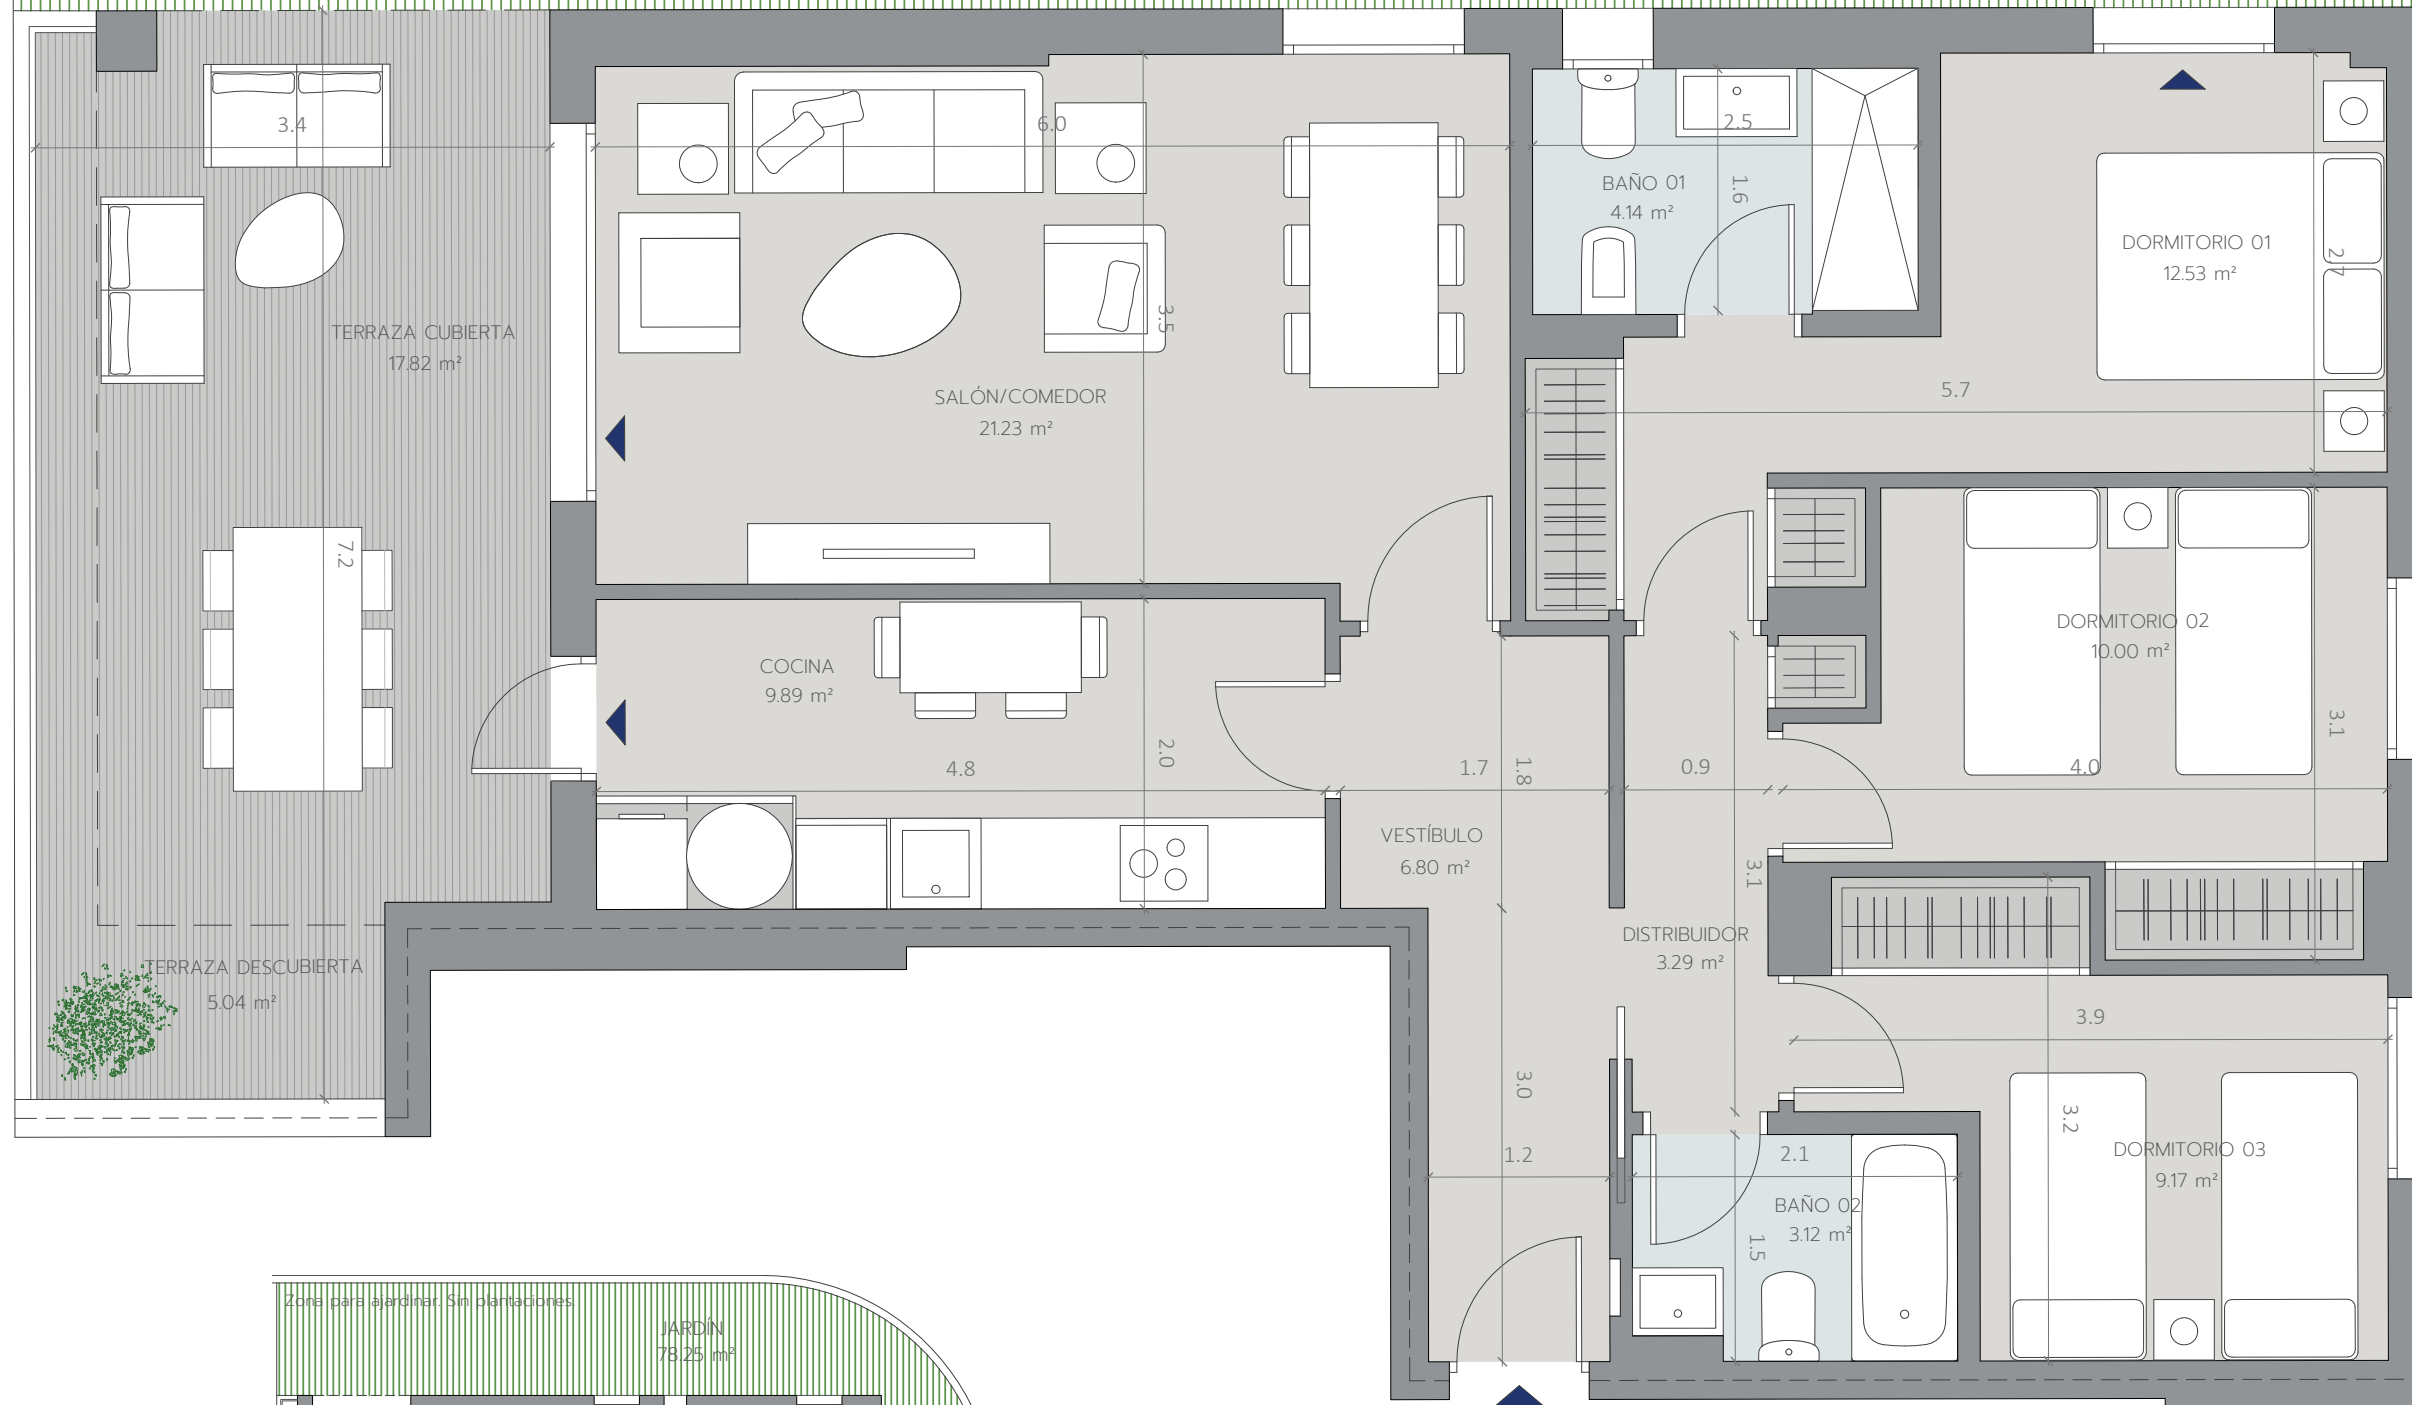 3.4
6.0
2.5
1.6
BAÑO 01
4.14 m²
DORMITORIO 01
12.53 m²
2.7
TERRAZA CUBIERTA
17.82 m²
3.5
SALÓN/COMEDOR
21.23 m²
5.7
7.2
COCINA
9.89 m²
DORMITORIO 02
10.00 m²
3.1
4.8
2.0
1.7
1.8
0.9
4.0
VESTÍBULO
6.80 m²
3.1
DISTRIBUIDOR
3.29 m²
TERRAZA DESCUBIERTA
5.04 m²
3.9
3.0
3.2
1.2
2.1
DORMITORIO 03
9.17 m²
BAÑO 02
3.12 m²
1.5
Zona para ajardinar. Sin plantaciones.
JARDÍN
78.25 m²